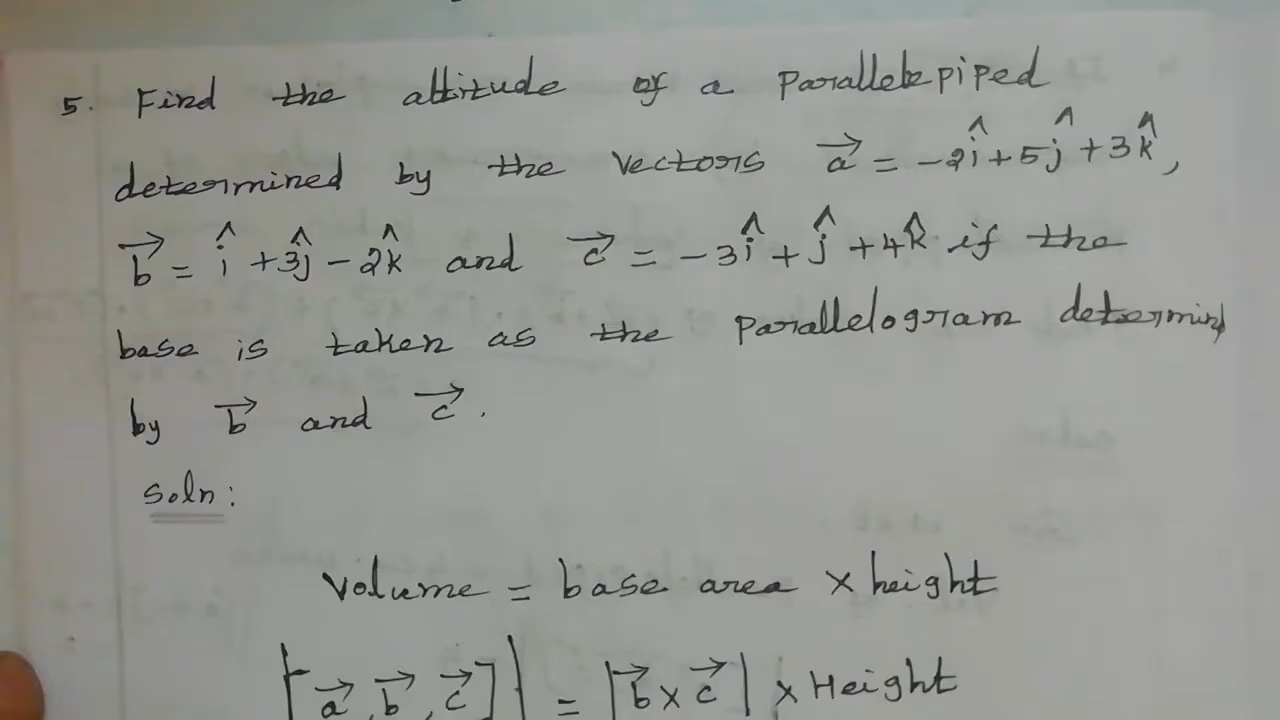 5. Find the altitude of a Parallelepiped
determined by the vectors a⃗ = -2î + 5ĵ + 3k̂,
b⃗ = î + 3ĵ - 2k̂ and c⃗ = -3î + ĵ + 4k̂ if the
base is taken as the parallelogram determind
by b⃗ and c⃗.
Soln:
Volume = base area × height
|[a⃗, b⃗, c⃗]| = |b⃗ × c⃗| × Height